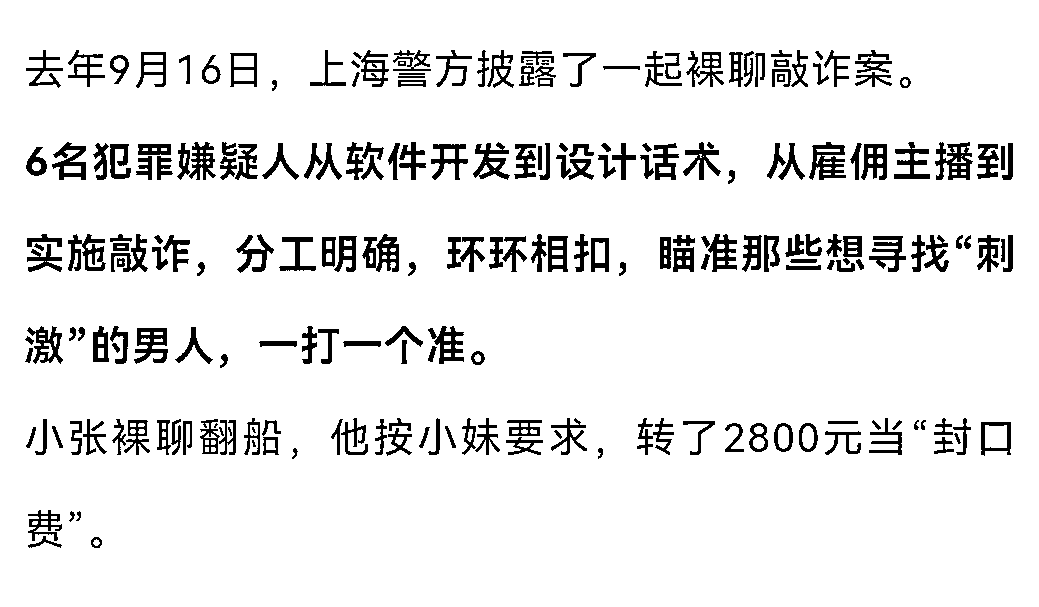 去年9月16日，上海警方披露了一起裸聊敲诈案。
6名犯罪嫌疑人从软件开发到设计话术，从雇佣主播到
实施敲诈，分工明确，环环相扣，瞄准那些想寻找“刺
激”的男人，一打一个准。
小张裸聊翻船，他按小妹要求，转了2800元当“封口
费”。